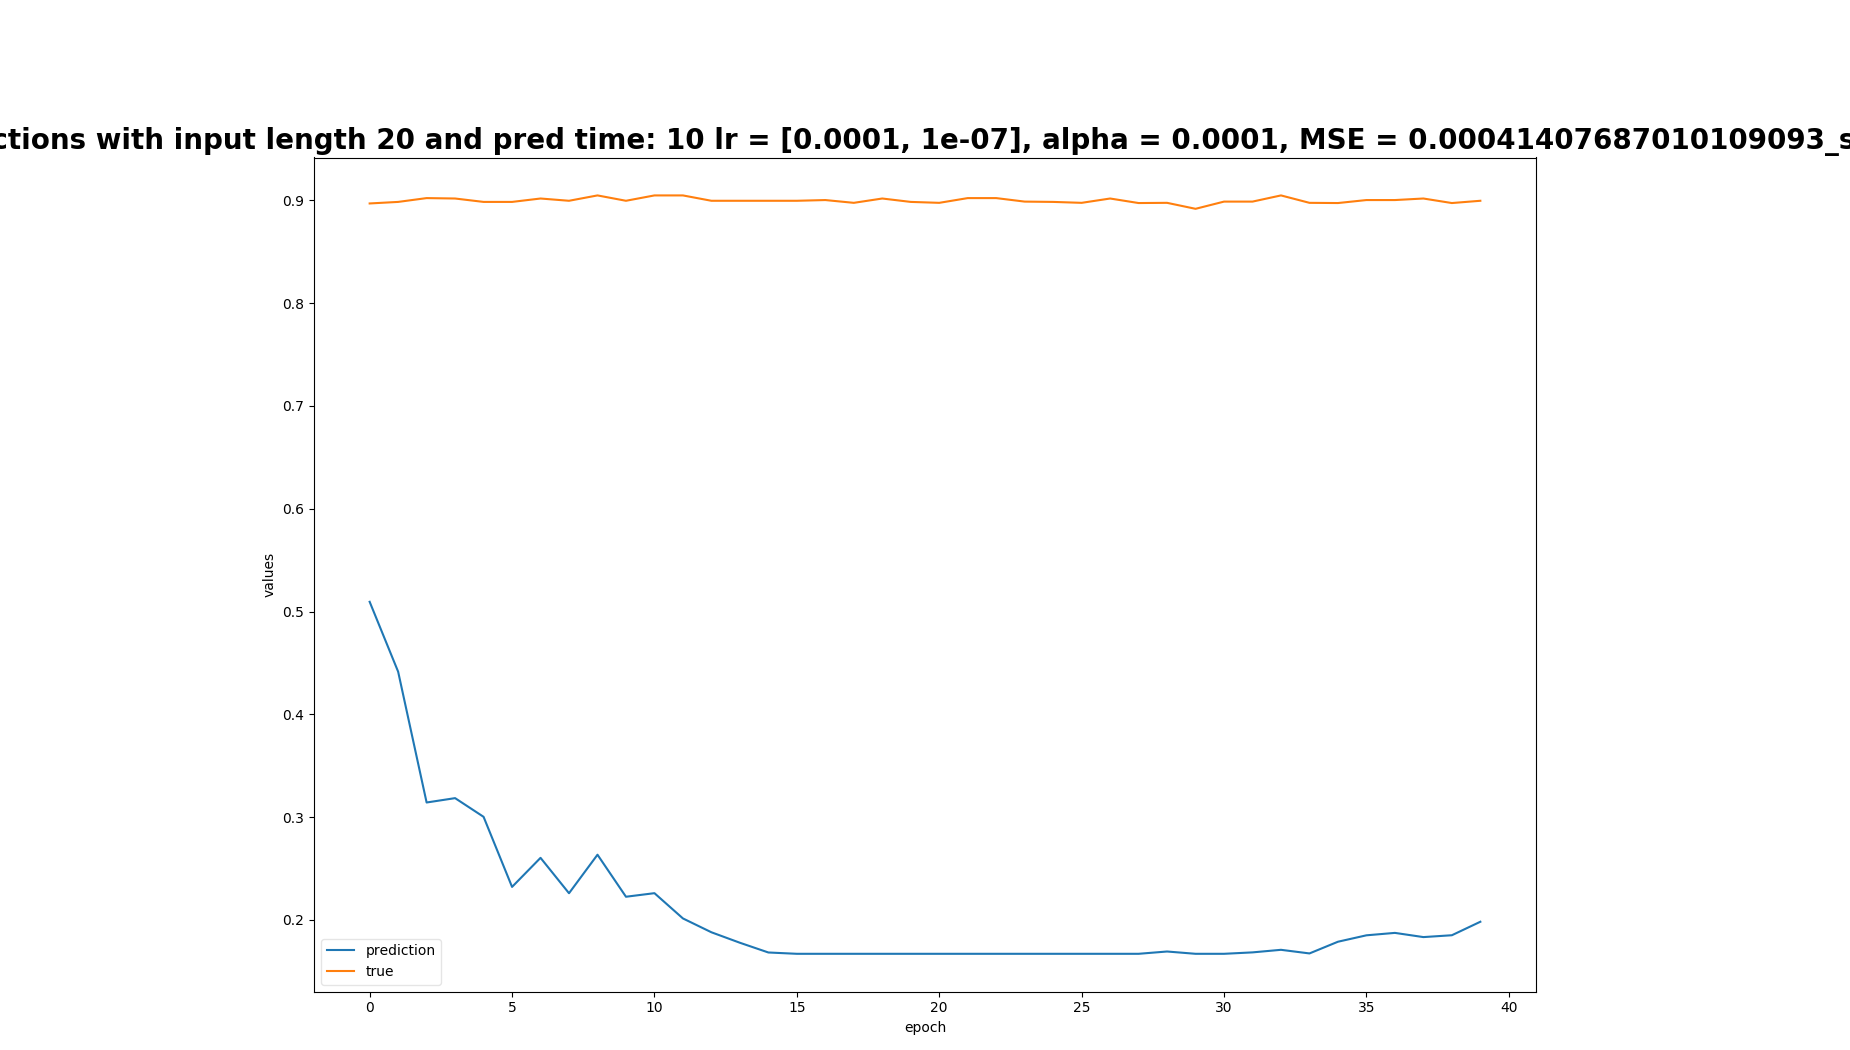 ctions with input length 20 and pred time: 10 lr = [0.0001, 1e-07], alpha = 0.0001, MSE = 0.00041407687010109093_s
0.9
0.8
0.7
0.6
0.5
0.4
0.3
0.2
values
prediction
true
0 5 10 15 20 25 30 35 40
epoch